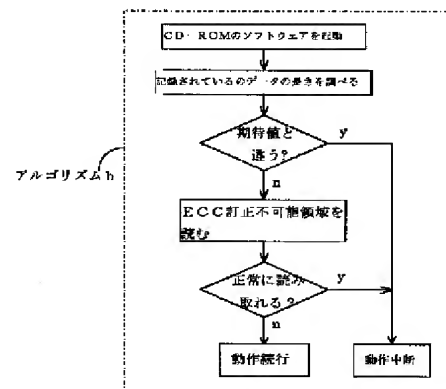 CD-ROMのソフトウェアを起動
記録されているのデータの長さを調べる
期待値と
違う?
y
アルゴリズムh
n
ECC訂正不可能領域を
読む
正常に読み
取れる?
y
n
動作続行
動作中断